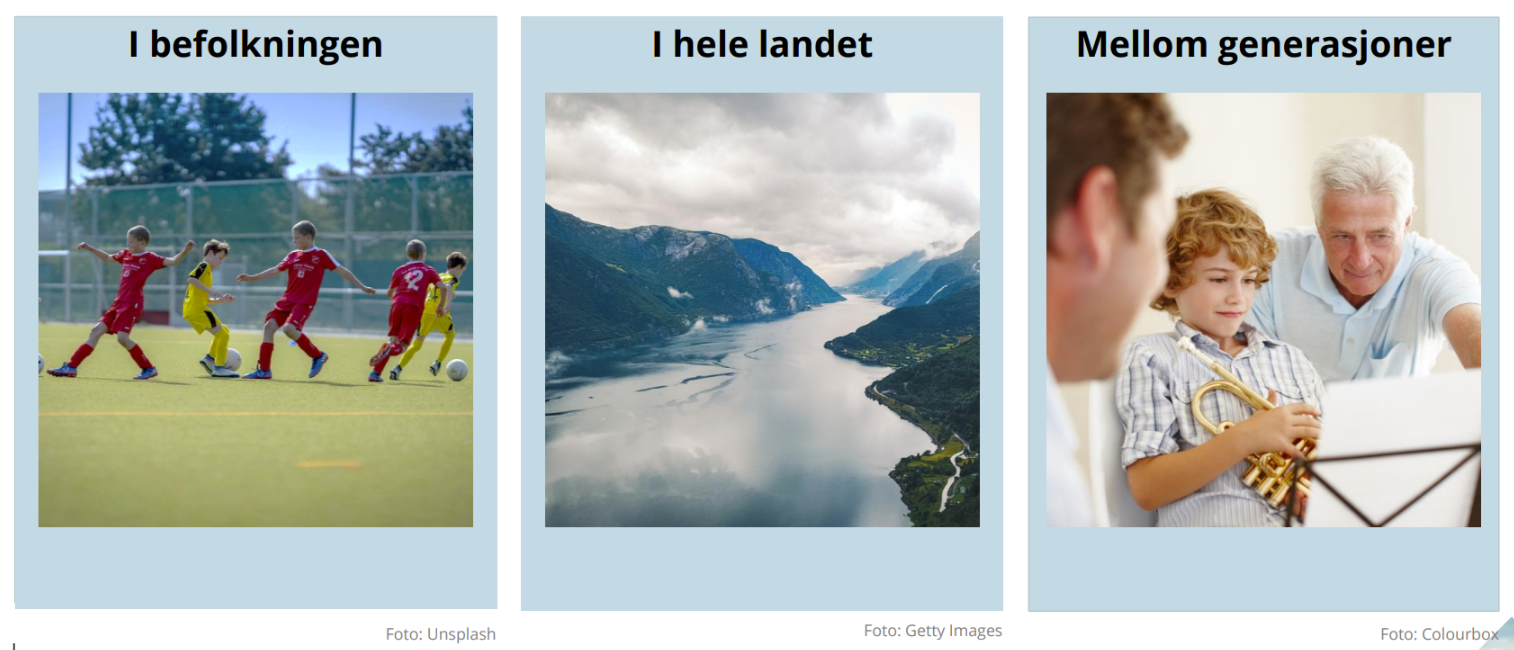 I befolkningen
I hele landet
Mellom generasjoner
Foto: Unsplash
Foto: Getty Images
Foto: Colourbox